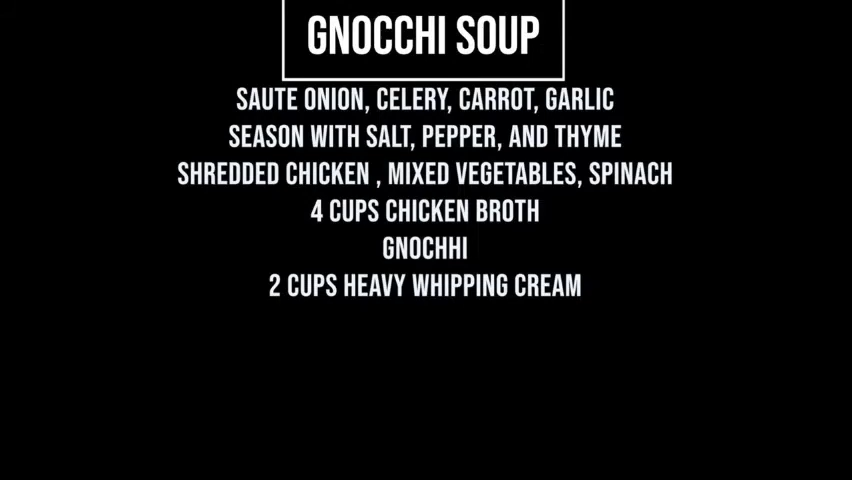 GNOCCHI SOUP
SAUTE ONION, CELERY, CARROT, GARLIC
SEASON WITH SALT, PEPPER, AND THYME
SHREDDED CHICKEN , MIXED VEGETABLES, SPINACH
4 CUPS CHICKEN BROTH
GNOCHHI
2 CUPS HEAVY WHIPPING CREAM